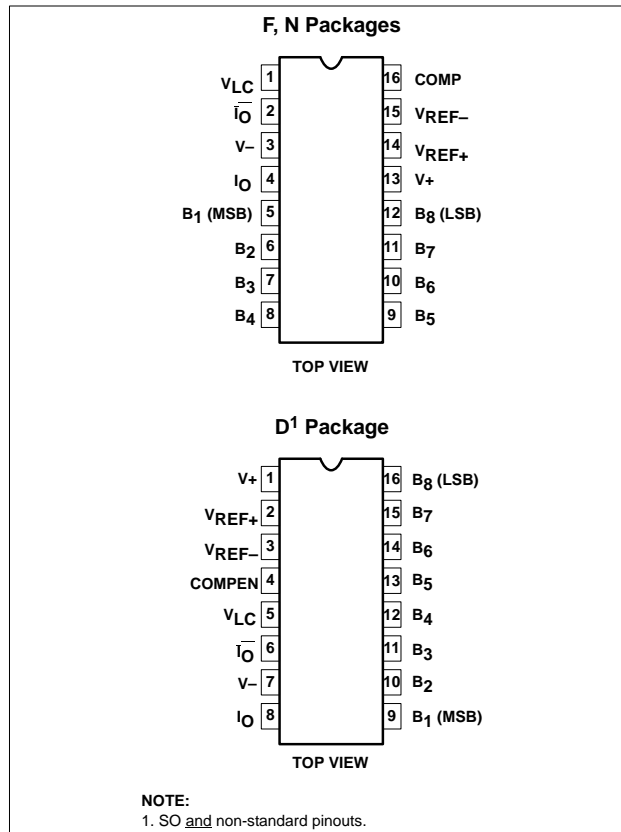 F, N Packages
VLC 1 16 COMP
I̅O̅ 2 15 VREF–
V– 3 14 VREF+
IO 4 13 V+
B1 (MSB) 5 12 B8 (LSB)
B2 6 11 B7
B3 7 10 B6
B4 8 9 B5
TOP VIEW
D1 Package
V+ 1 16 B8 (LSB)
VREF+ 2 15 B7
VREF– 3 14 B6
COMPEN 4 13 B5
VLC 5 12 B4
I̅O̅ 6 11 B3
V– 7 10 B2
IO 8 9 B1 (MSB)
TOP VIEW
NOTE:
1. SO and non-standard pinouts.